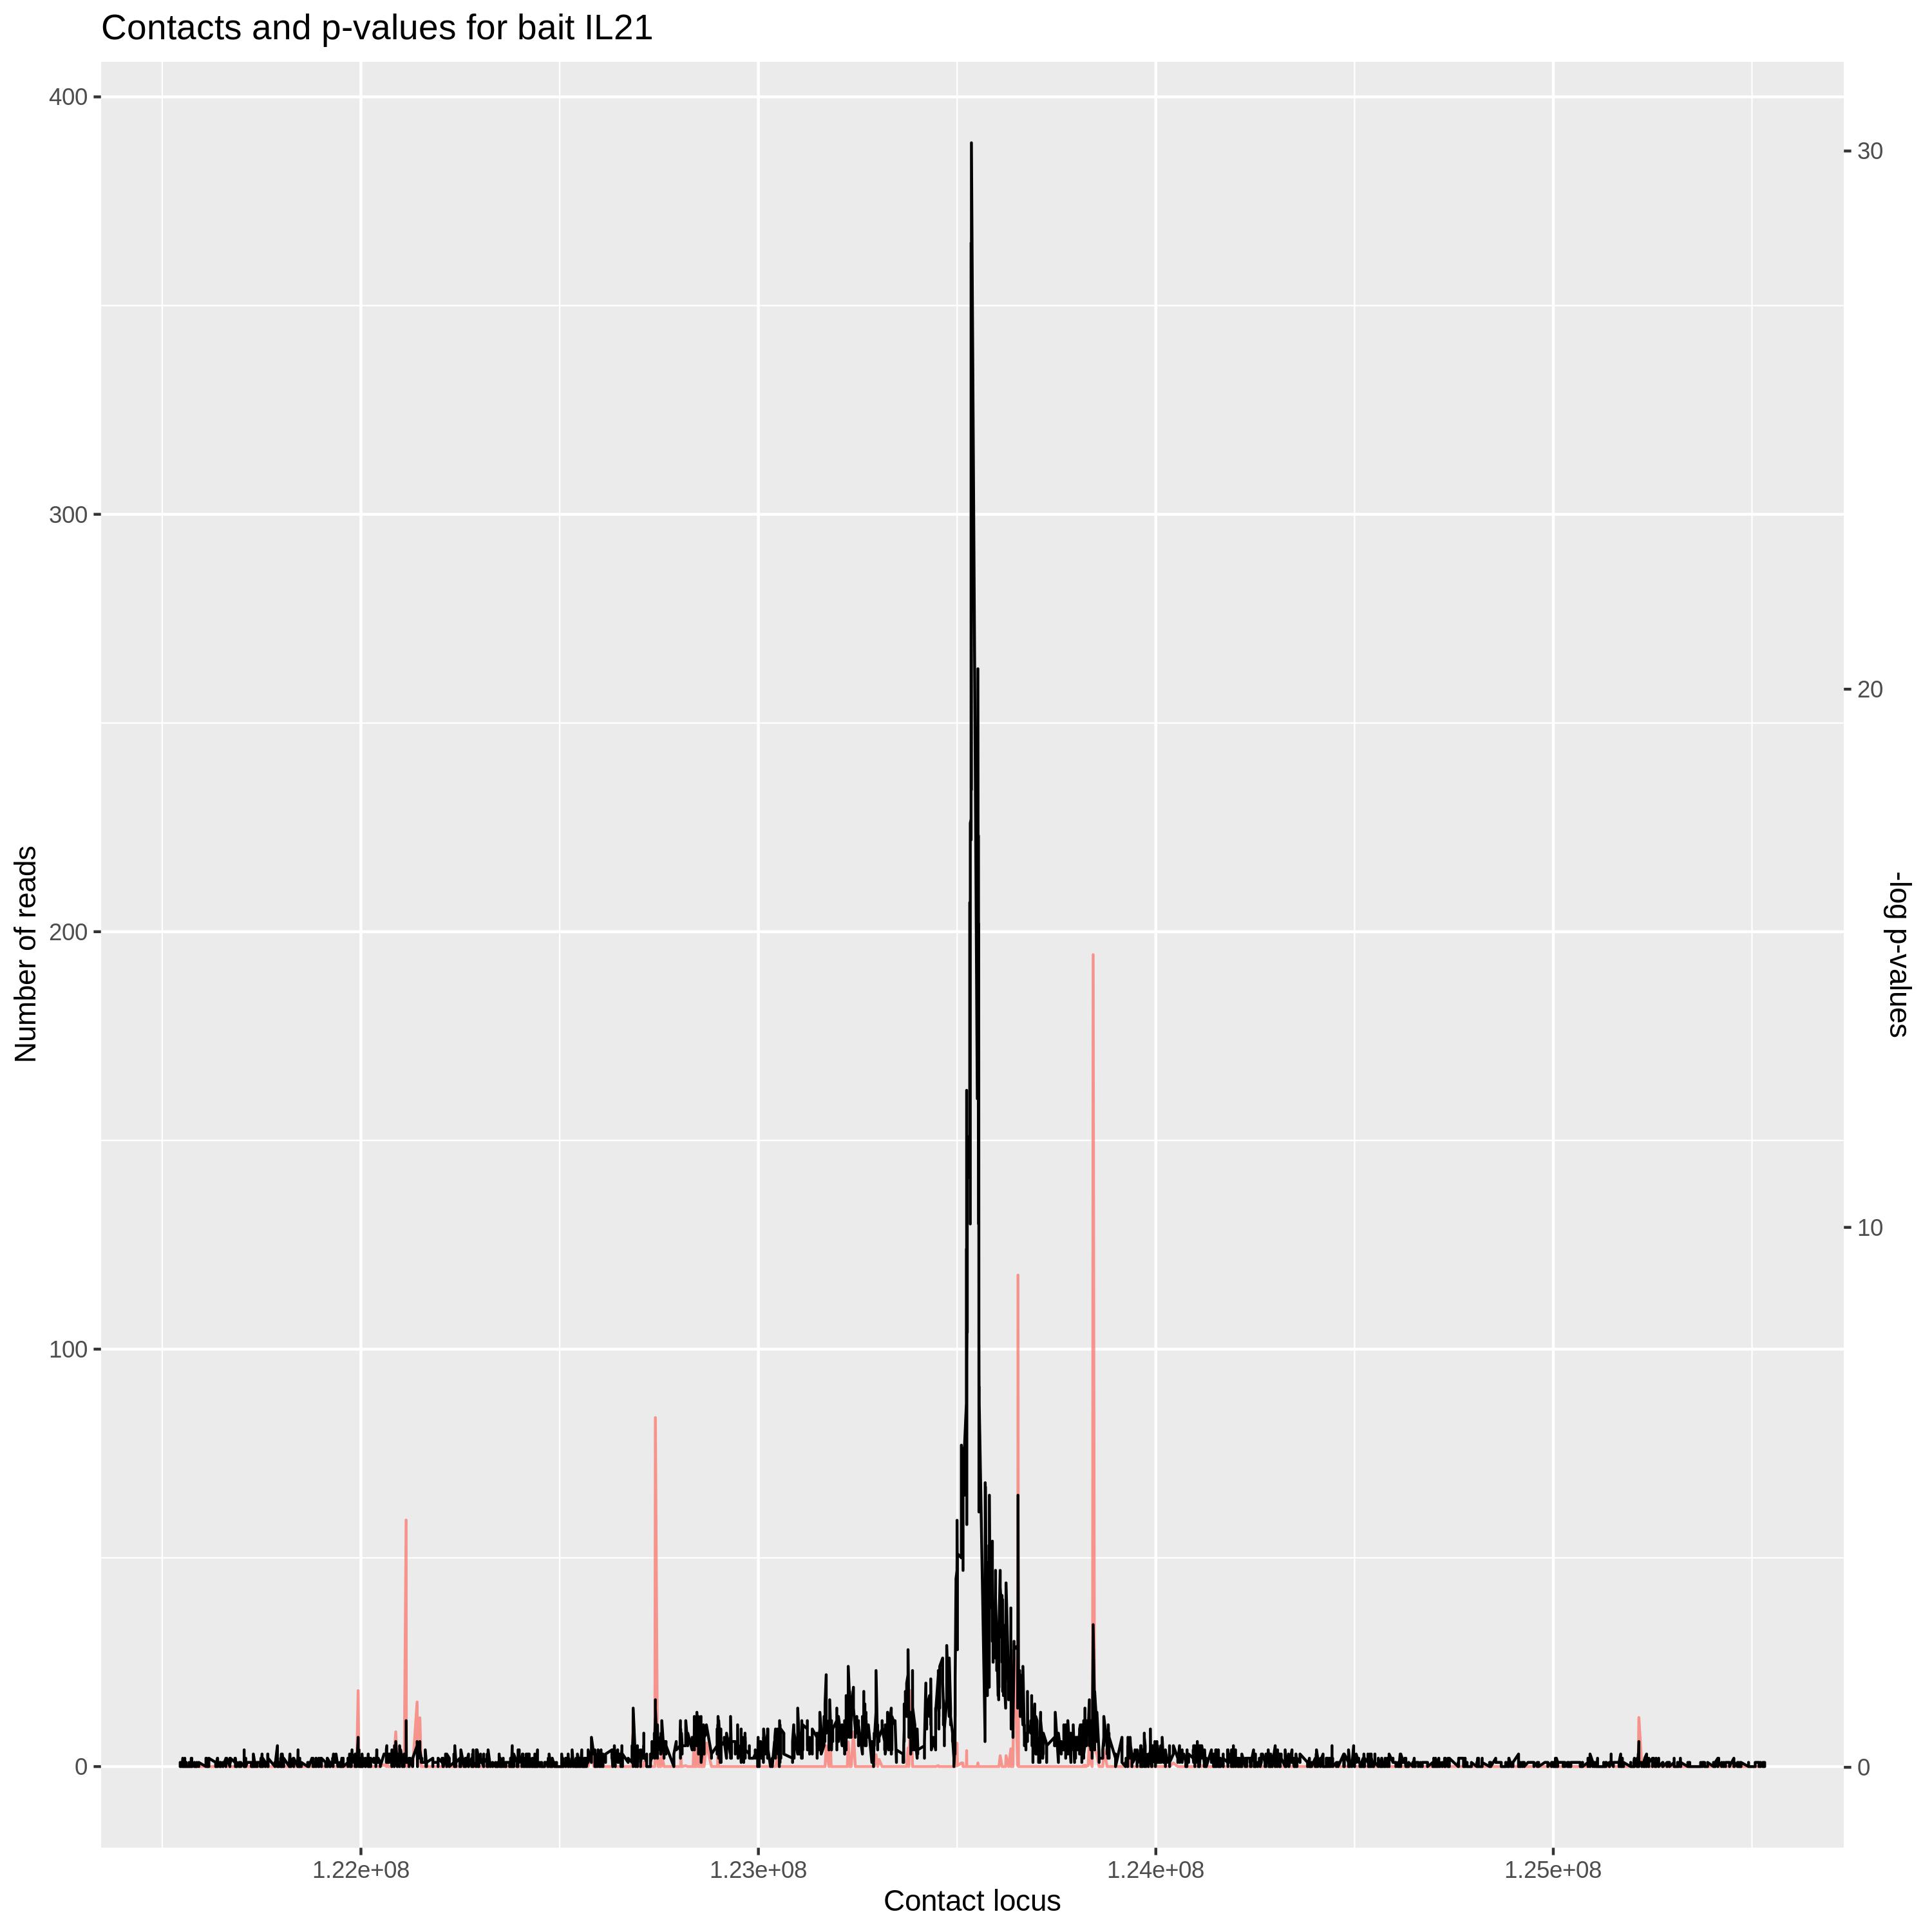 Contacts and p-values for bait IL21
400
300
200
100
0
Number of reads
30
20
10
0
-log p-values
1.22e+08
1.23e+08
1.24e+08
1.25e+08
Contact locus